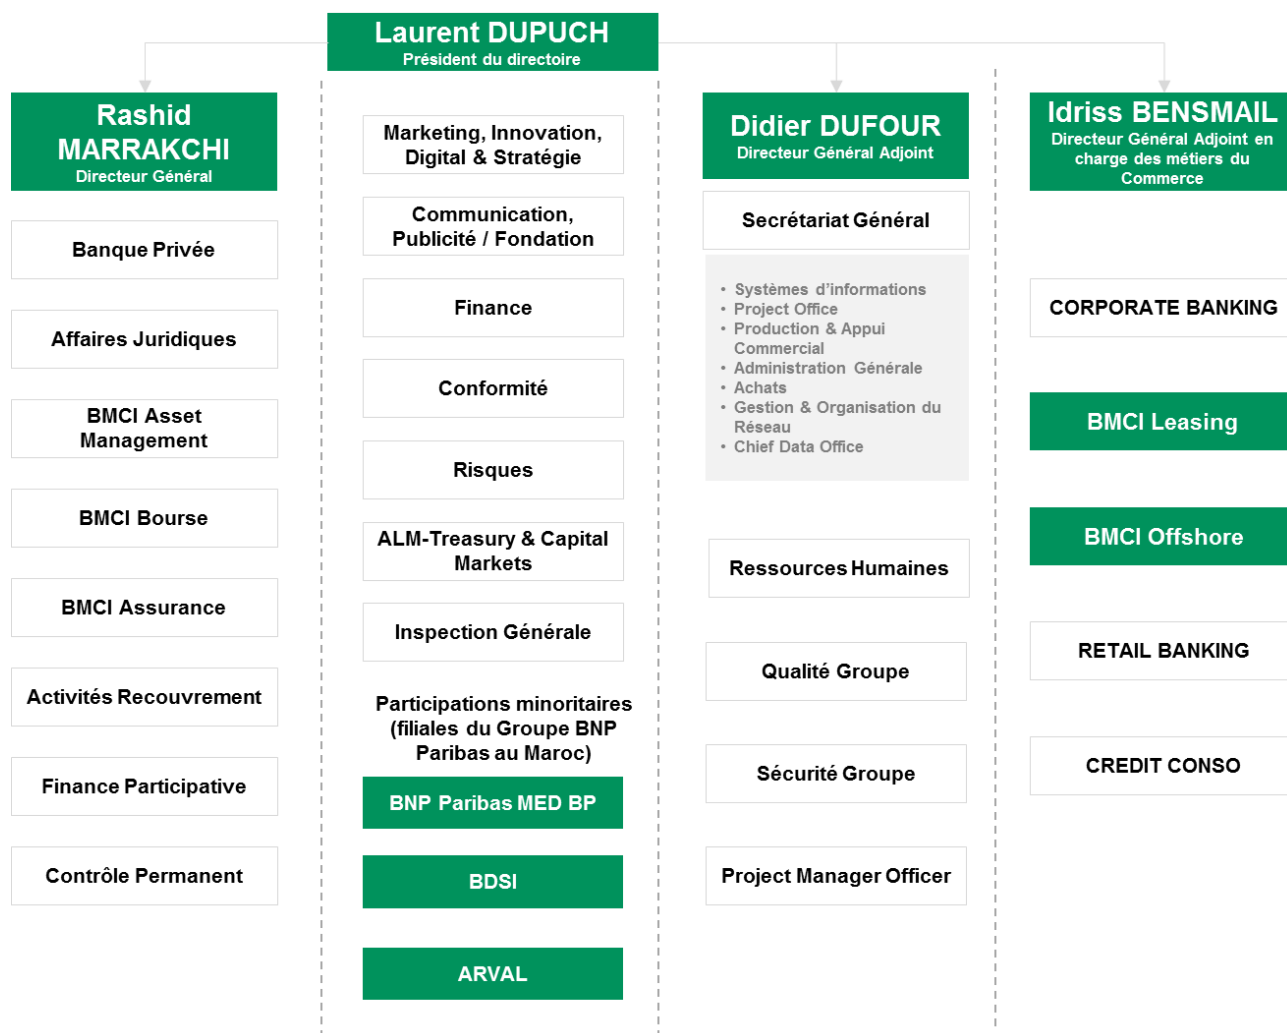 Laurent DUPUCH
Président du directoire
Rashid
MARRAKCHI
Directeur Général
Banque Privée
Affaires Juridiques
BMCI Asset
Management
BMCI Bourse
BMCI Assurance
Activités Recouvrement
Finance Participative
Contrôle Permanent
Marketing, Innovation,
Digital & Stratégie
Communication,
Publicité / Fondation
Finance
Conformité
Risques
ALM-Treasury & Capital
Markets
Inspection Générale
Participations minoritaires
(filiales du Groupe BNP
Paribas au Maroc)
BNP Paribas MED BP
BDSI
ARVAL
Didier DUFOUR
Directeur Général Adjoint
Secrétariat Général
• Systèmes d’informations
• Project Office
• Production & Appui
Commercial
• Administration Générale
• Achats
• Gestion & Organisation du
Réseau
• Chief Data Office
Ressources Humaines
Qualité Groupe
Sécurité Groupe
Project Manager Officer
Idriss BENSMAIL
Directeur Général Adjoint en
charge des métiers du
Commerce
CORPORATE BANKING
BMCI Leasing
BMCI Offshore
RETAIL BANKING
CREDIT CONSO